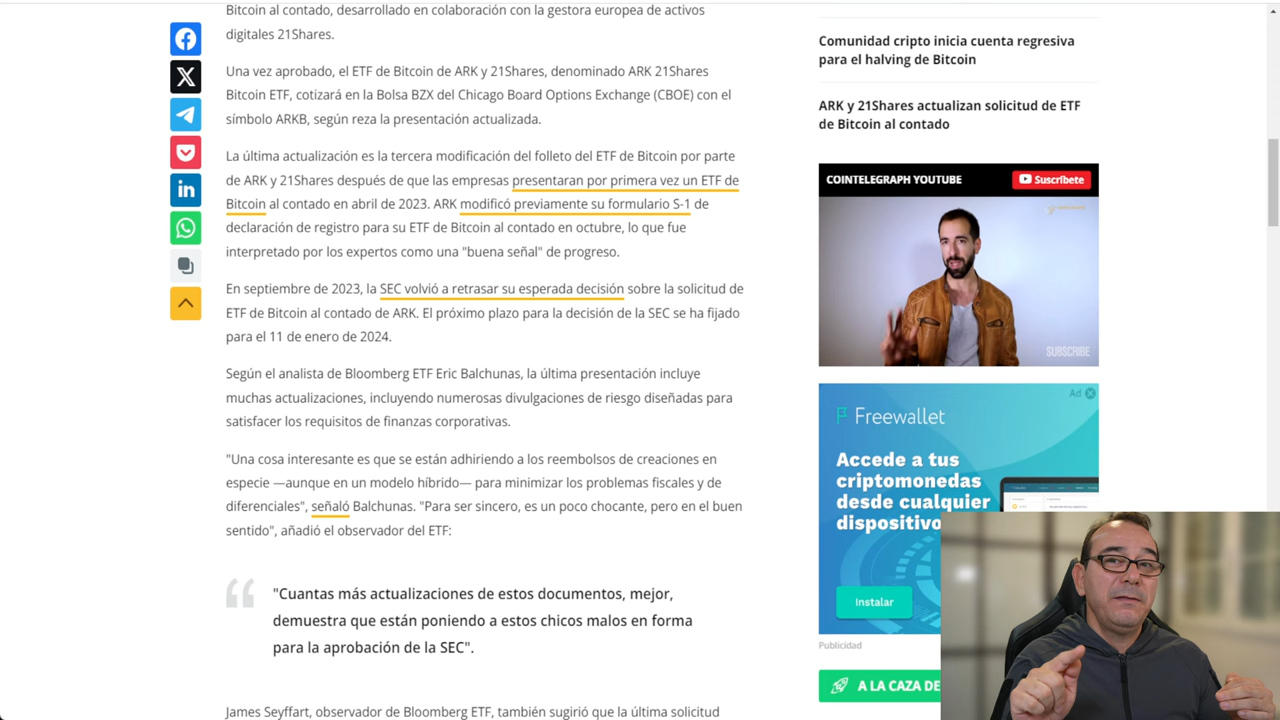 Bitcoin al contado, desarrollado en colaboración con la gestora europea de activos
digitales 21Shares.
Una vez aprobado, el ETF de Bitcoin de ARK y 21Shares, denominado ARK 21Shares
Bitcoin ETF, cotizará en la Bolsa BZX del Chicago Board Options Exchange (CBOE) con el
símbolo ARKB, según reza la presentación actualizada.
La última actualización es la tercera modificación del folleto del ETF de Bitcoin por parte
de ARK y 21Shares después de que las empresas presentaran por primera vez un ETF de
Bitcoin al contado en abril de 2023. ARK modificó previamente su formulario S-1 de
declaración de registro para su ETF de Bitcoin al contado en octubre, lo que fue
interpretado por los expertos como una "buena señal" de progreso.
En septiembre de 2023, la SEC volvió a retrasar su esperada decisión sobre la solicitud de
ETF de Bitcoin al contado de ARK. El próximo plazo para la decisión de la SEC se ha fijado
para el 11 de enero de 2024.
Según el analista de Bloomberg ETF Eric Balchunas, la última presentación incluye
muchas actualizaciones, incluyendo numerosas divulgaciones de riesgo diseñadas para
satisfacer los requisitos de finanzas corporativas.
"Una cosa interesante es que se están adhiriendo a los reembolsos de creaciones en
especie —aunque en un modelo híbrido— para minimizar los problemas fiscales y de
diferenciales", señaló Balchunas. "Para ser sincero, es un poco chocante, pero en el buen
sentido", añadió el observador del ETF:
"Cuantas más actualizaciones de estos documentos, mejor,
demuestra que están poniendo a estos chicos malos en forma
para la aprobación de la SEC".
James Seyffart, observador de Bloomberg ETF, también sugirió que la última solicitud
Comunidad cripto inicia cuenta regresiva
para el halving de Bitcoin
ARK y 21Shares actualizan solicitud de ETF
de Bitcoin al contado
COINTELEGRAPH YOUTUBE
Suscríbete
SUBSCRIBE
Ad
Freewallet
Accede a tus
criptomonedas
desde cualquier
dispositivo
Instalar
Publicidad
A LA CAZA DE